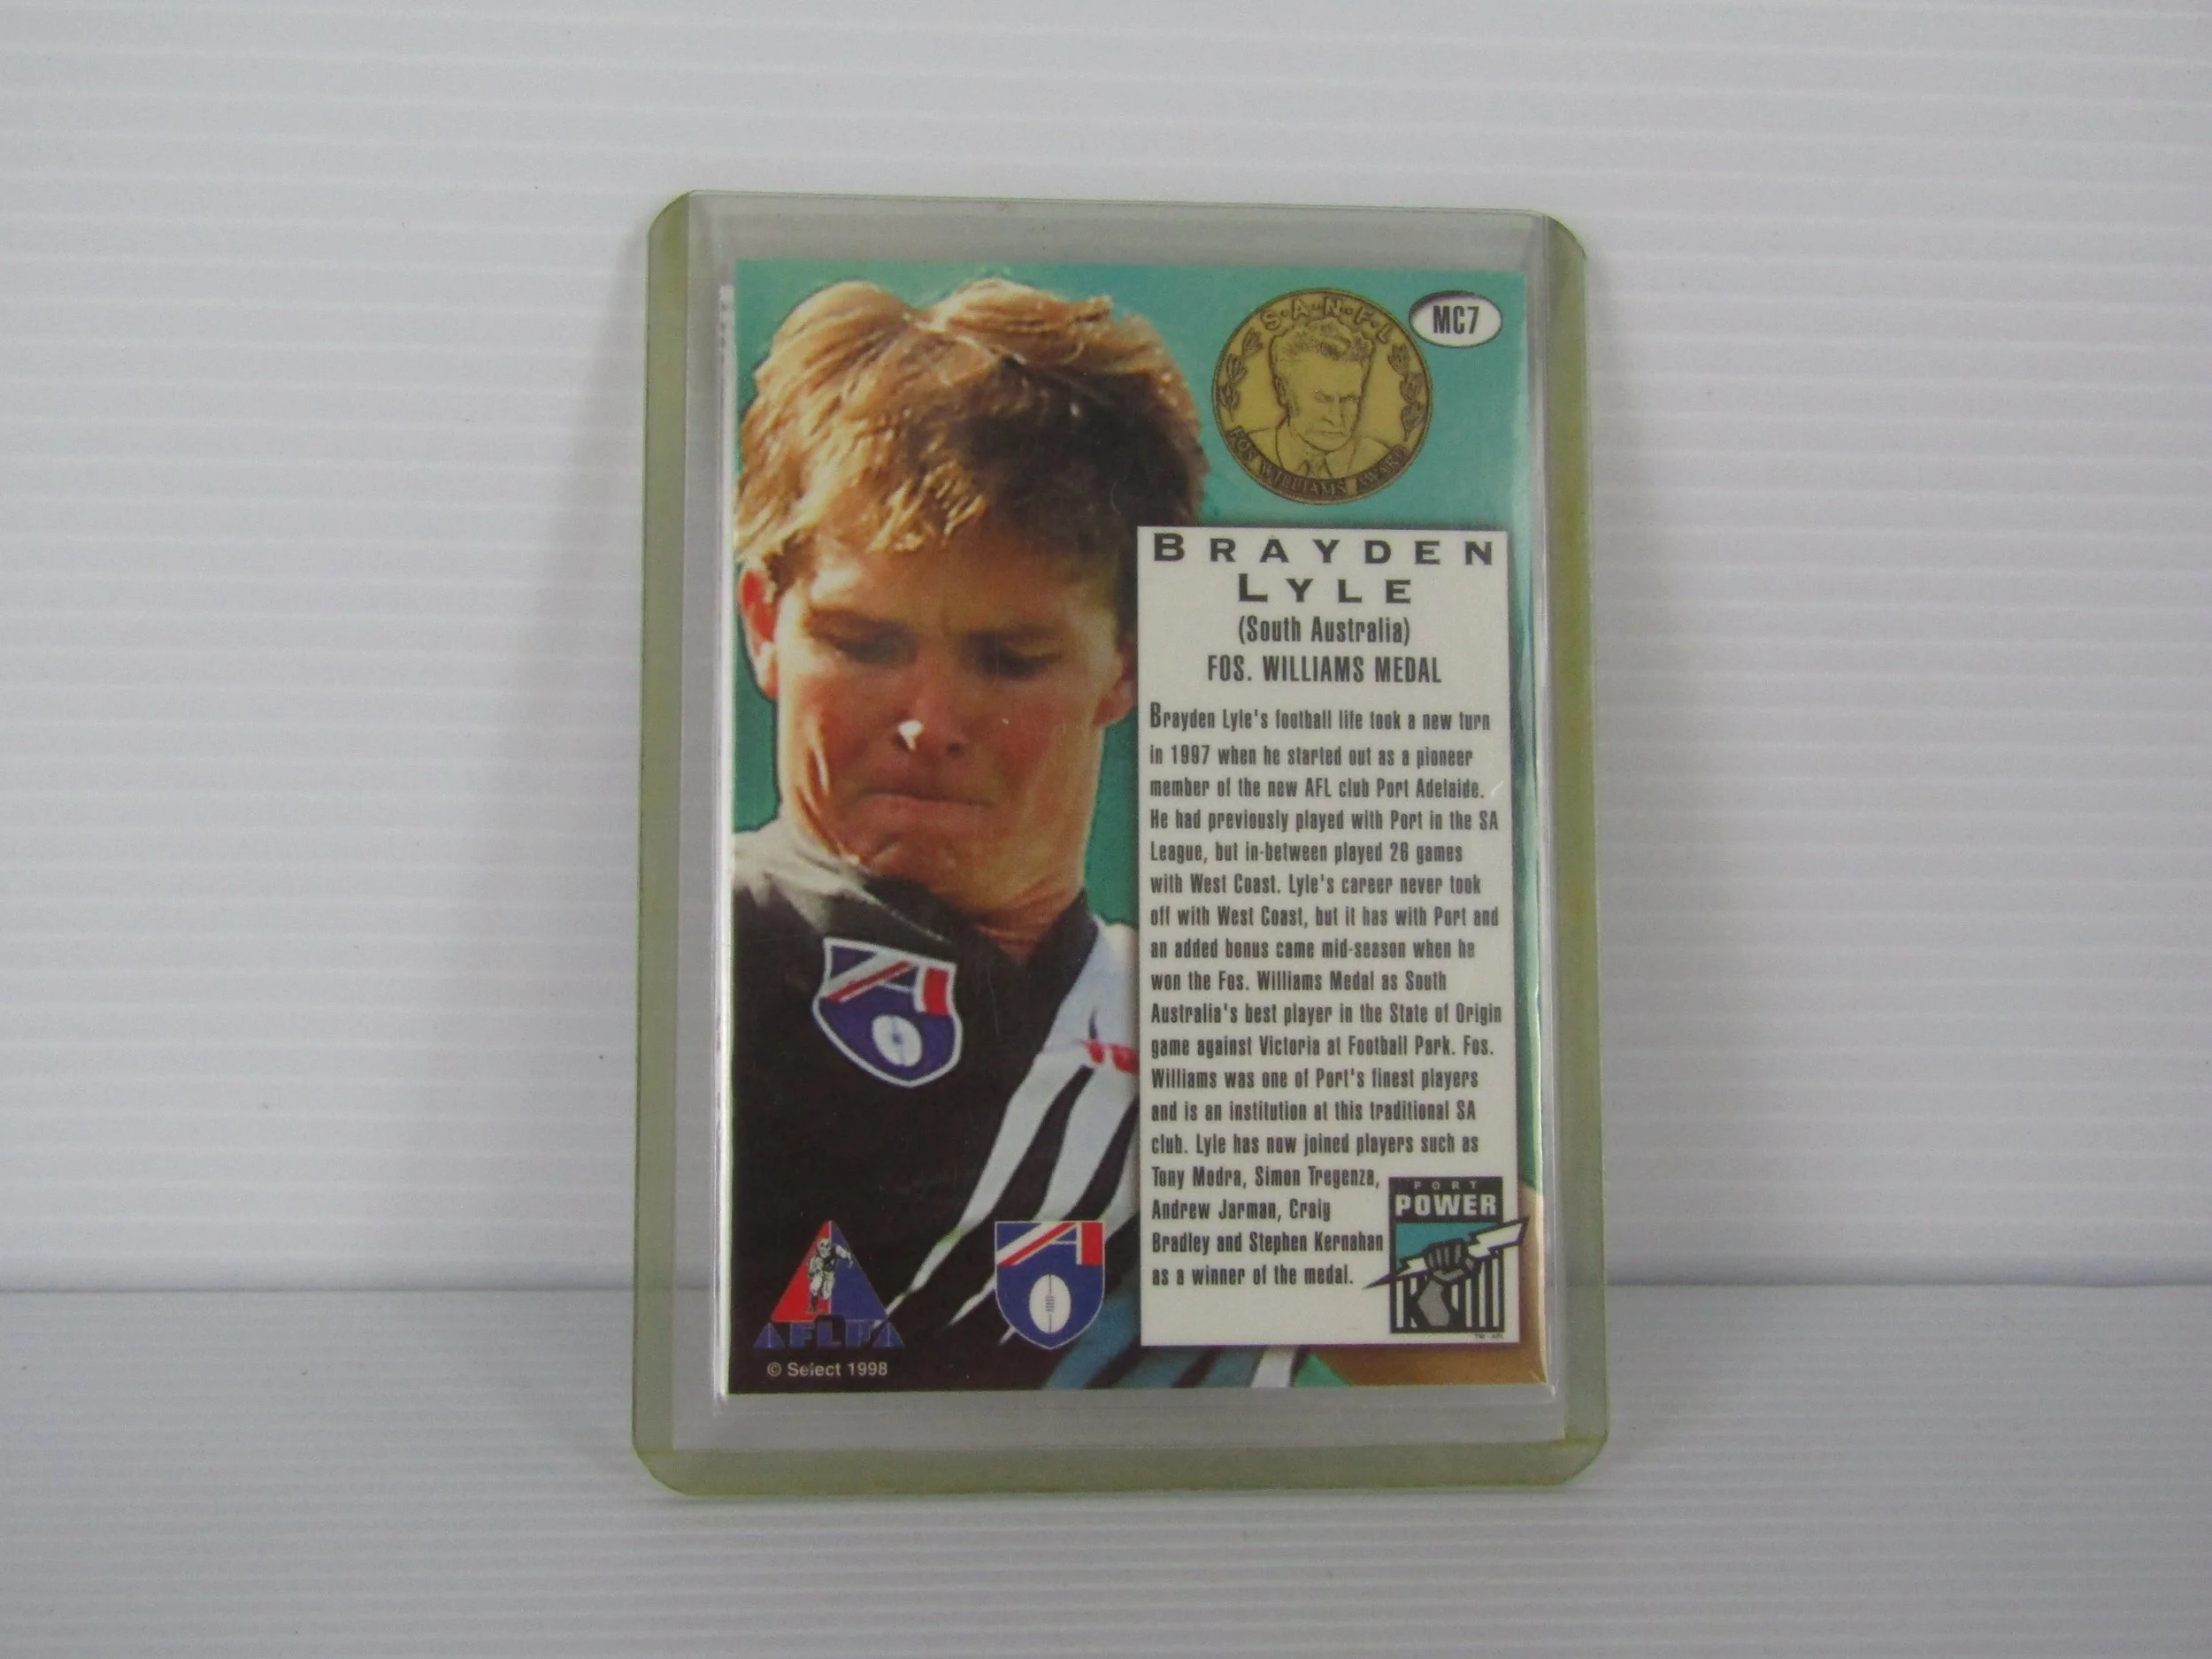 S·A·N·F·L
FOS WILLIAMS AWARD
MC7
BRAYDEN
LYLE
(South Australia)
FOS. WILLIAMS MEDAL
Brayden Lyle's football life took a new turn
in 1997 when he started out as a pioneer
member of the new AFL club Port Adelaide.
He had previously played with Port in the SA
League, but in-between played 26 games
with West Coast. Lyle's career never took
off with West Coast, but it has with Port and
an added bonus came mid-season when he
won the Fos. Williams Medal as South
Australia's best player in the State of Origin
game against Victoria at Football Park. Fos.
Williams was one of Port's finest players
and is an institution at this traditional SA
club. Lyle has now joined players such as
Tony Modra, Simon Tregenza,
Andrew Jarman, Craig
Bradley and Stephen Kernahan
as a winner of the medal.
PORT
POWER
AFLPA
© Select 1998